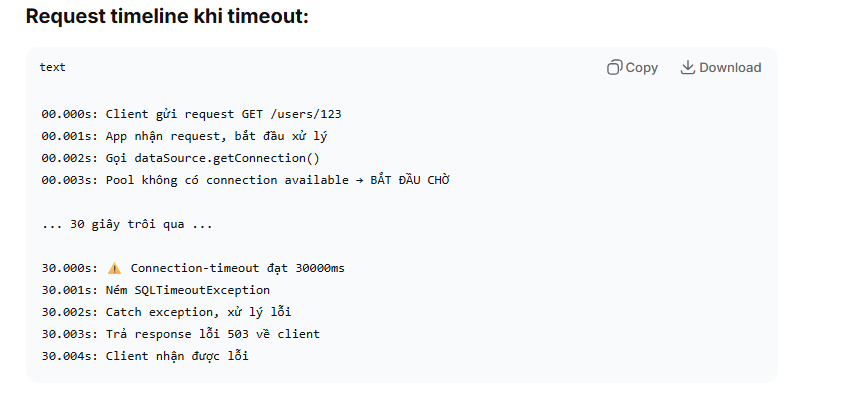 Request timeline khi timeout:
text
Copy
Download
00.000s: Client gửi request GET /users/123
00.001s: App nhận request, bắt đầu xử lý
00.002s: Gọi dataSource.getConnection()
00.003s: Pool không có connection available → BẮT ĐẦU CHỜ
... 30 giây trôi qua ...
30.000s: ⚠️ Connection-timeout đạt 30000ms
30.001s: Ném SQLTimeoutException
30.002s: Catch exception, xử lý lỗi
30.003s: Trả response lỗi 503 về client
30.004s: Client nhận được lỗi